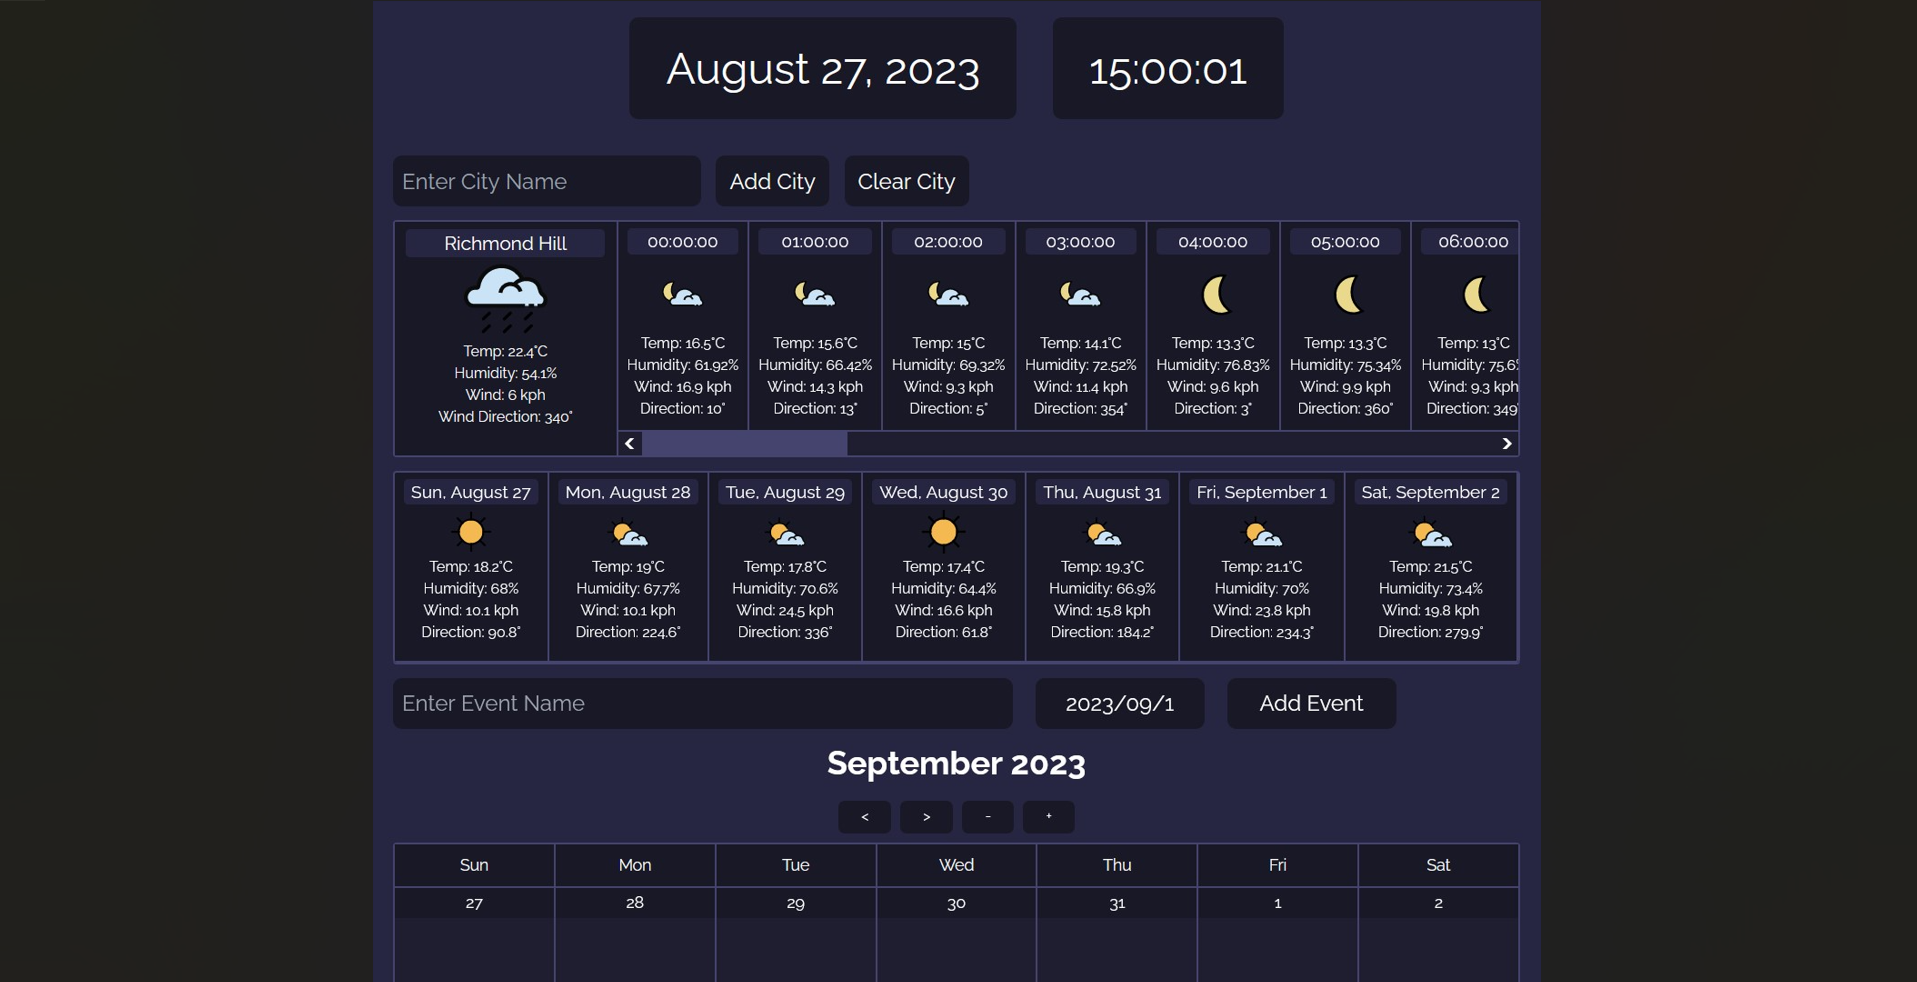 August 27, 2023
15:00:01
Enter City Name
Add City
Clear City
Richmond Hill
Temp: 22.4°C
Humidity: 54.1%
Wind: 6 kph
Wind Direction: 340°
00:00:00
Temp: 16.5°C
Humidity: 61.92%
Wind: 16.9 kph
Direction: 10°
01:00:00
Temp: 15.6°C
Humidity: 66.42%
Wind: 14.3 kph
Direction: 13°
02:00:00
Temp: 15°C
Humidity: 69.32%
Wind: 9.3 kph
Direction: 5°
03:00:00
Temp: 14.1°C
Humidity: 72.52%
Wind: 11.4 kph
Direction: 354°
04:00:00
Temp: 13.3°C
Humidity: 76.83%
Wind: 9.6 kph
Direction: 3°
05:00:00
Temp: 13.3°C
Humidity: 75.34%
Wind: 9.9 kph
Direction: 360°
06:00:00
Temp: 13°C
Humidity: 75.6
Wind: 9.3 kph
Direction: 349°
Sun, August 27
Temp: 18.2°C
Humidity: 68%
Wind: 10.1 kph
Direction: 90.8°
Mon, August 28
Temp: 19°C
Humidity: 67.7%
Wind: 10.1 kph
Direction: 224.6°
Tue, August 29
Temp: 17.8°C
Humidity: 70.6%
Wind: 24.5 kph
Direction: 336°
Wed, August 30
Temp: 17.4°C
Humidity: 64.4%
Wind: 16.6 kph
Direction: 61.8°
Thu, August 31
Temp: 19.3°C
Humidity: 66.9%
Wind: 15.8 kph
Direction: 184.2°
Fri, September 1
Temp: 21.1°C
Humidity: 70%
Wind: 23.8 kph
Direction: 234.3°
Sat, September 2
Temp: 21.5°C
Humidity: 73.4%
Wind: 19.8 kph
Direction: 279.9°
Enter Event Name
2023/09/1
Add Event
September 2023
< > - +
Sun Mon Tue Wed Thu Fri Sat
27 28 29 30 31 1 2